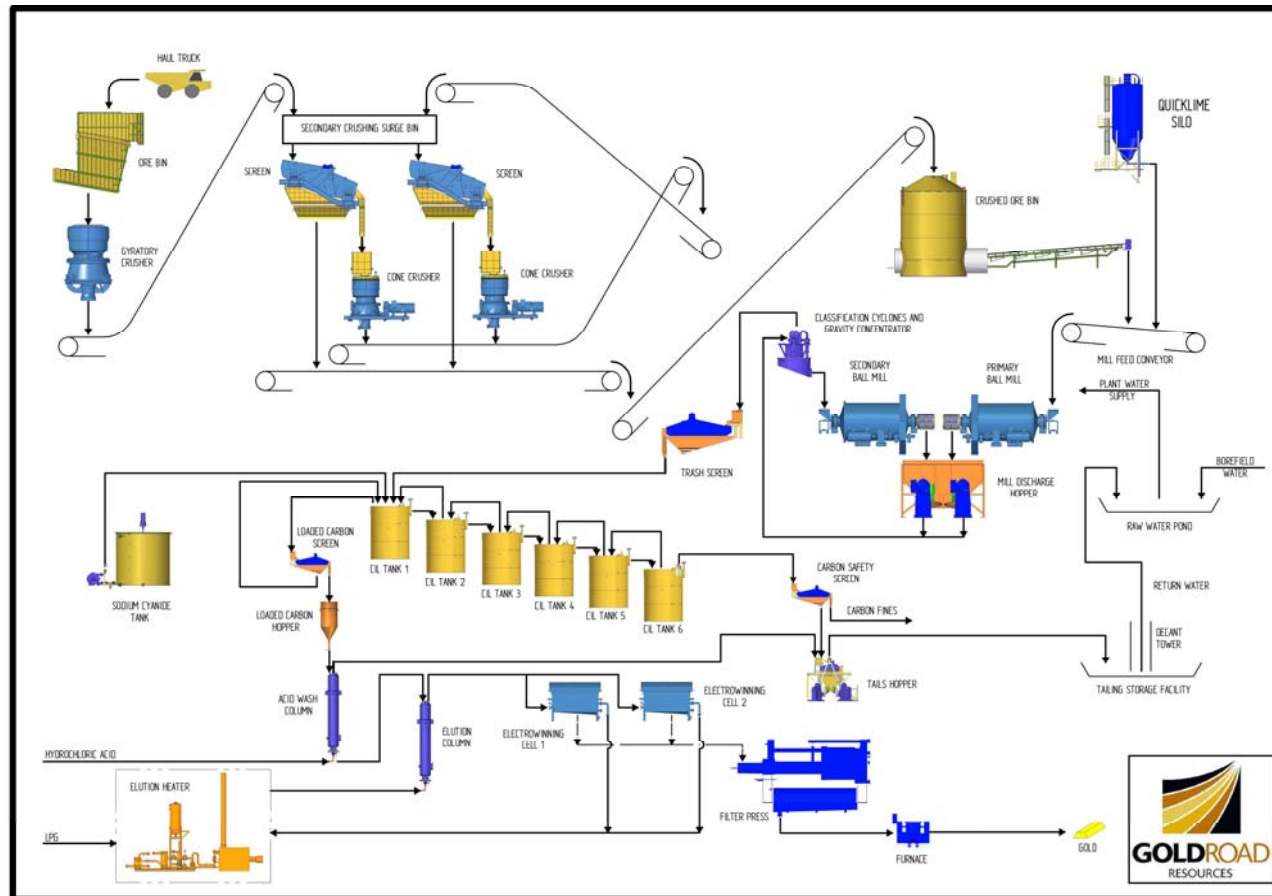 HAUL TRUCK
ORE BIN
GYRATORY
CRUSHER
SECONDARY CRUSHING SURGE BIN
SCREEN
SCREEN
CONE CRUSHER
CONE CRUSHER
CRUSHED ORE BIN
QUICKLIME
SILO
CLASSIFICATION CYCLONES AND
GRAVITY CONCENTRATOR
MILL FEED CONVEYOR
SECONDARY
BALL MILL
PRIMARY
BALL MILL
PLANT WATER
SUPPLY
TRASH SCREEN
MILL DISCHARGE
HOPPER
BOREFIELD
WATER
RAW WATER POND
SODIUM CYANIDE
TANK
LOADED CARBON
SCREEN
LOADED CARBON
HOPPER
CIL TANK 1
CIL TANK 2
CIL TANK 3
CIL TANK 4
CIL TANK 5
CIL TANK 6
CARBON SAFETY
SCREEN
CARBON FINES
RETURN WATER
DECANT
TOWER
TAILS HOPPER
TAILING STORAGE FACILITY
ACID WASH
COLUMN
ELUTION
COLUMN
ELECTROWINNING
CELL 1
ELECTROWINNING
CELL 2
HYDROCHLORIC ACID
ELUTION HEATER
LPG
FILTER PRESS
FURNACE
GOLD
GOLDROAD
RESOURCES